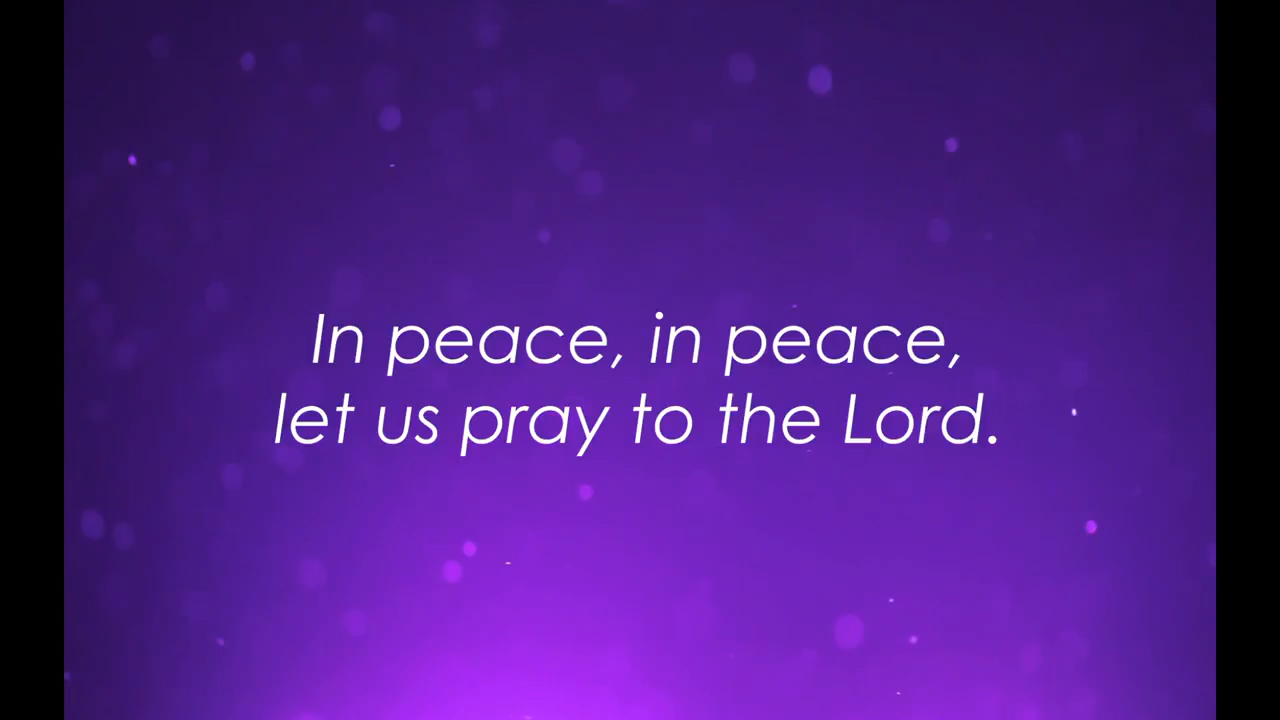 In peace, in peace,
let us pray to the Lord.